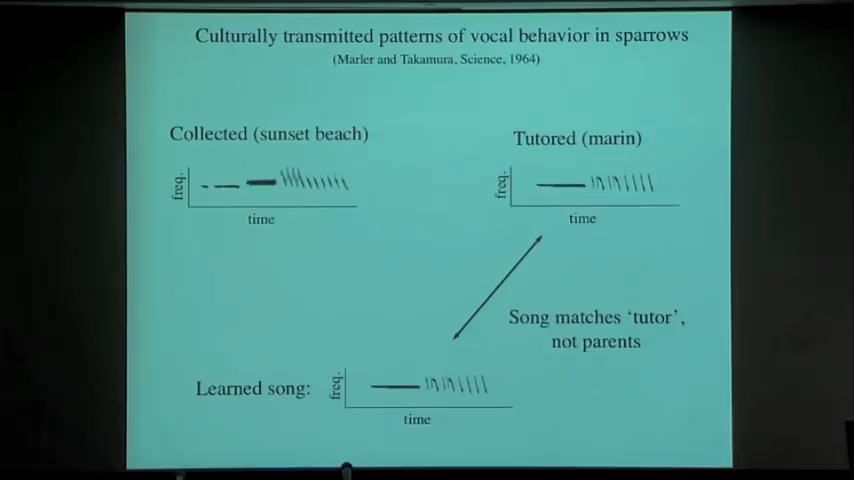 Culturally transmitted patterns of vocal behavior in sparrows
(Marler and Takamura, Science, 1964)
Collected (sunset beach)
freq.
time
Tutored (marin)
freq.
time
Song matches ‘tutor’,
not parents
Learned song:
freq.
time